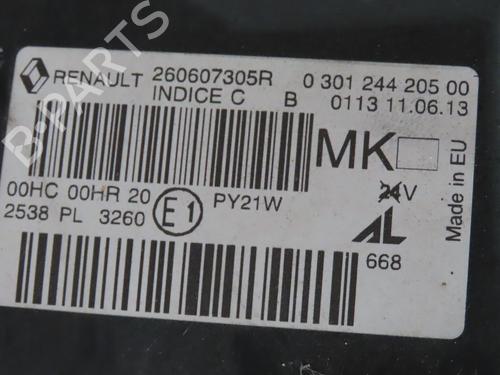 RENAULT 260607305R 0 301 244 205 00
INDICE C B 0113 11.06.13
MK
Made in EU
00HC 00HR 20 E1 PY21W 24V
2538 PL 3260
AL
668